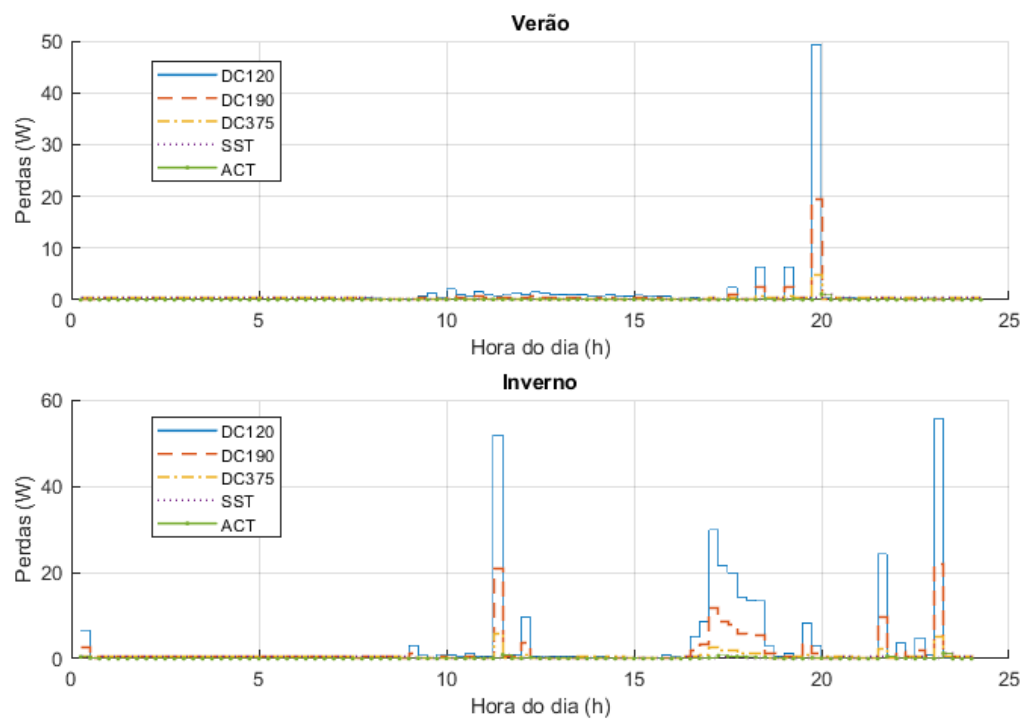 Verão
50
40
30
20
10
0
Perdas (W)
DC120
DC190
DC375
SST
ACT
0 5 10 15 20 25
Hora do dia (h)
Inverno
60
40
20
0
Perdas (W)
DC120
DC190
DC375
SST
ACT
0 5 10 15 20 25
Hora do dia (h)